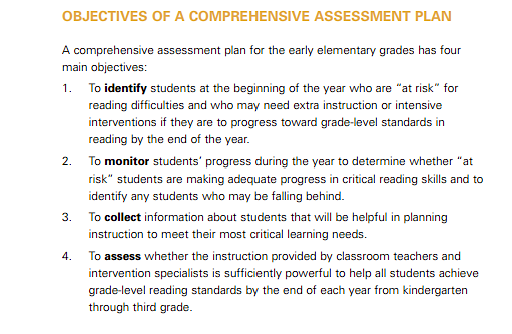 OBJECTIVES OF A COMPREHENSIVE ASSESSMENT PLAN
A comprehensive assessment plan for the early elementary grades has four
main objectives:
1. To identify students at the beginning of the year who are “at risk” for
reading difficulties and who may need extra instruction or intensive
interventions if they are to progress toward grade-level standards in
reading by the end of the year.
2. To monitor students’ progress during the year to determine whether “at
risk” students are making adequate progress in critical reading skills and to
identify any students who may be falling behind.
3. To collect information about students that will be helpful in planning
instruction to meet their most critical learning needs.
4. To assess whether the instruction provided by classroom teachers and
intervention specialists is sufficiently powerful to help all students achieve
grade-level reading standards by the end of each year from kindergarten
through third grade.